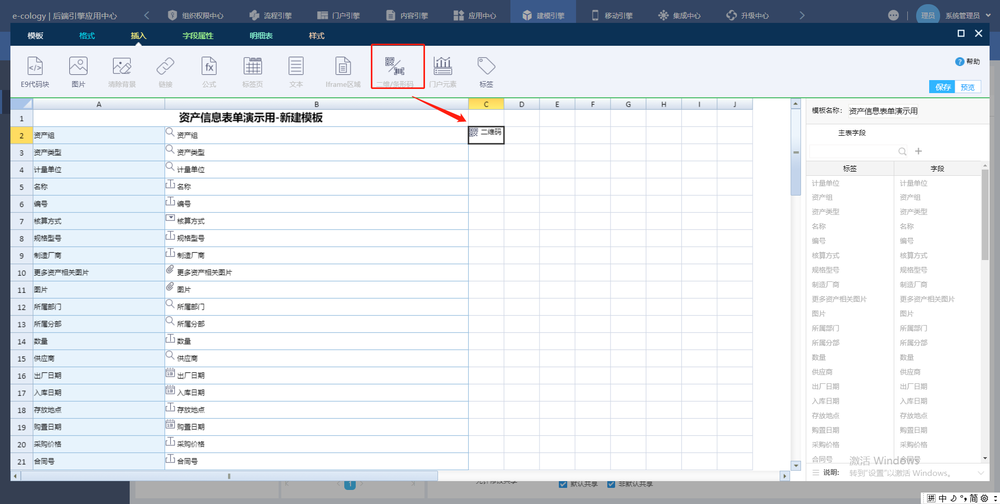 e-cology | 后端引擎应用中心
组织权限中心
流程引擎
门户引擎
内容引擎
应用中心
建模引擎
移动引擎
集成中心
升级中心
理员
系统管理员
模板
格式
插入
字段属性
明细表
样式
E9代码块
图片
清除背景
链接
公式
标签页
文本
Iframe区域
二维/条形码
门户元素
标签
帮助
保存
预览
A B C D E F G H I J
1 资产信息表单演示用-新建模板
2 资产组 资产组 二维码
3 资产类型 资产类型
4 计量单位 计量单位
5 名称 名称
6 编号 编号
7 核算方式 核算方式
8 规格型号 规格型号
9 制造厂商 制造厂商
10 更多资产相关图片 更多资产相关图片
11 图片 图片
12 所属部门 所属部门
13 所属分部 所属分部
14 数量 数量
15 供应商 供应商
16 出厂日期 出厂日期
17 入库日期 入库日期
18 存放地点 存放地点
19 购置日期 购置日期
20 采购价格 采购价格
21 合同号 合同号
模板名称： 资产信息表单演示用
主表字段
标签 字段
计量单位 计量单位
资产组 资产组
资产类型 资产类型
名称 名称
编号 编号
核算方式 核算方式
规格型号 规格型号
制造厂商 制造厂商
更多资产相关图片 更多资产相关图片
图片 图片
所属部门 所属部门
所属分部 所属分部
数量 数量
供应商 供应商
出厂日期 出厂日期
入库日期 入库日期
存放地点 存放地点
购置日期 购置日期
采购价格 采购价格
合同号 合同号
激活 Windows
说明：
转到"设置"以激活 Windows。
1
默认共享
非默认共享
拼 中 简